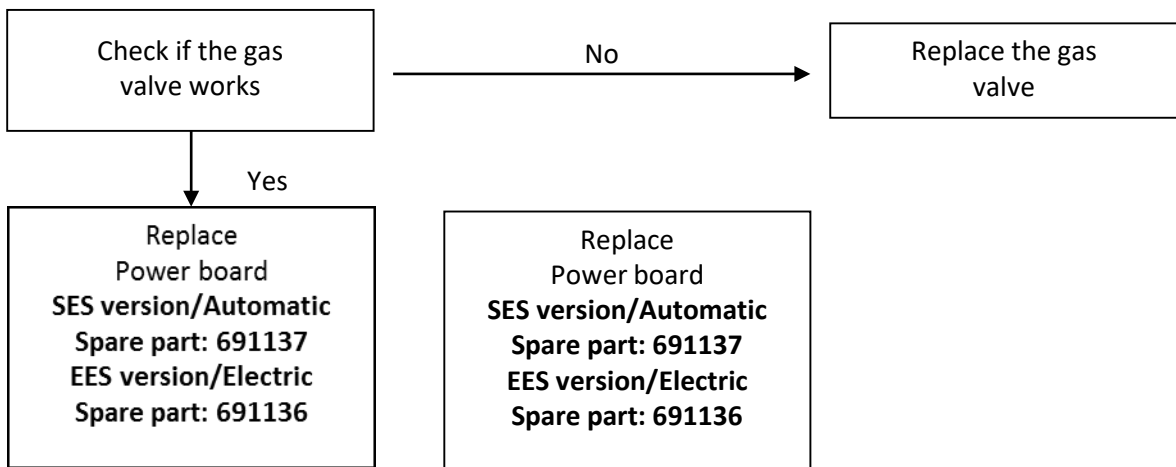 Check if the gas
valve works
No
Replace the gas
valve
Yes
Replace
Power board
SES version/Automatic
Spare part: 691137
EES version/Electric
Spare part: 691136
Replace
Power board
SES version/Automatic
Spare part: 691137
EES version/Electric
Spare part: 691136